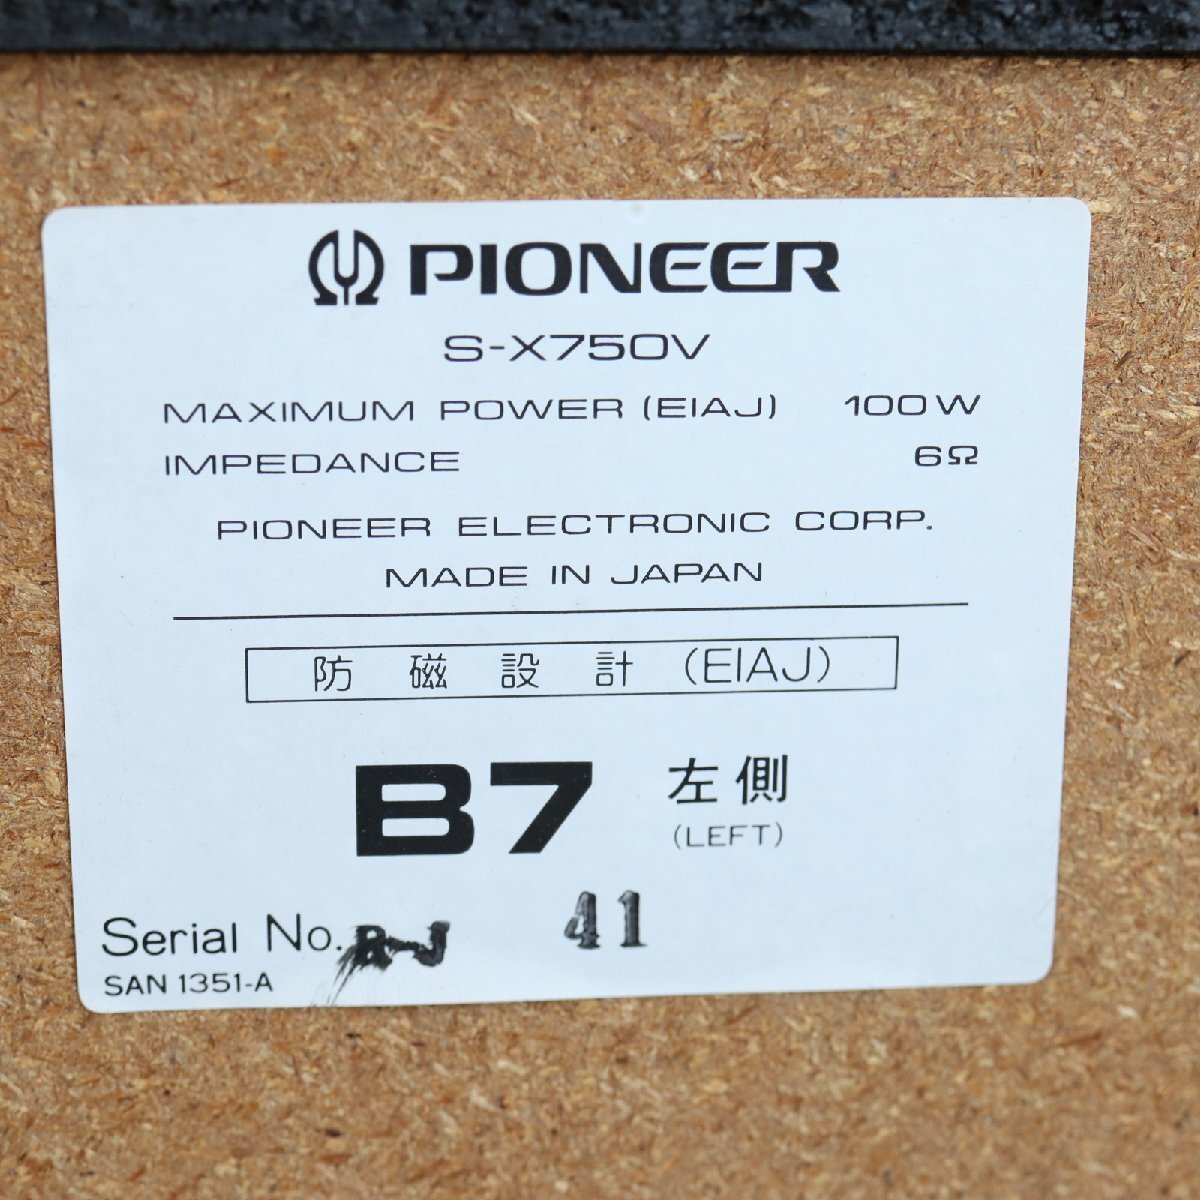 PIONEER
S-X750V
MAXIMUM POWER (EIAJ) 100W
IMPEDANCE 6Ω
PIONEER ELECTRONIC CORP.
MADE IN JAPAN
防磁設計(EIAJ)
B7 左側
(LEFT)
Serial No. 41
SAN 1351-A